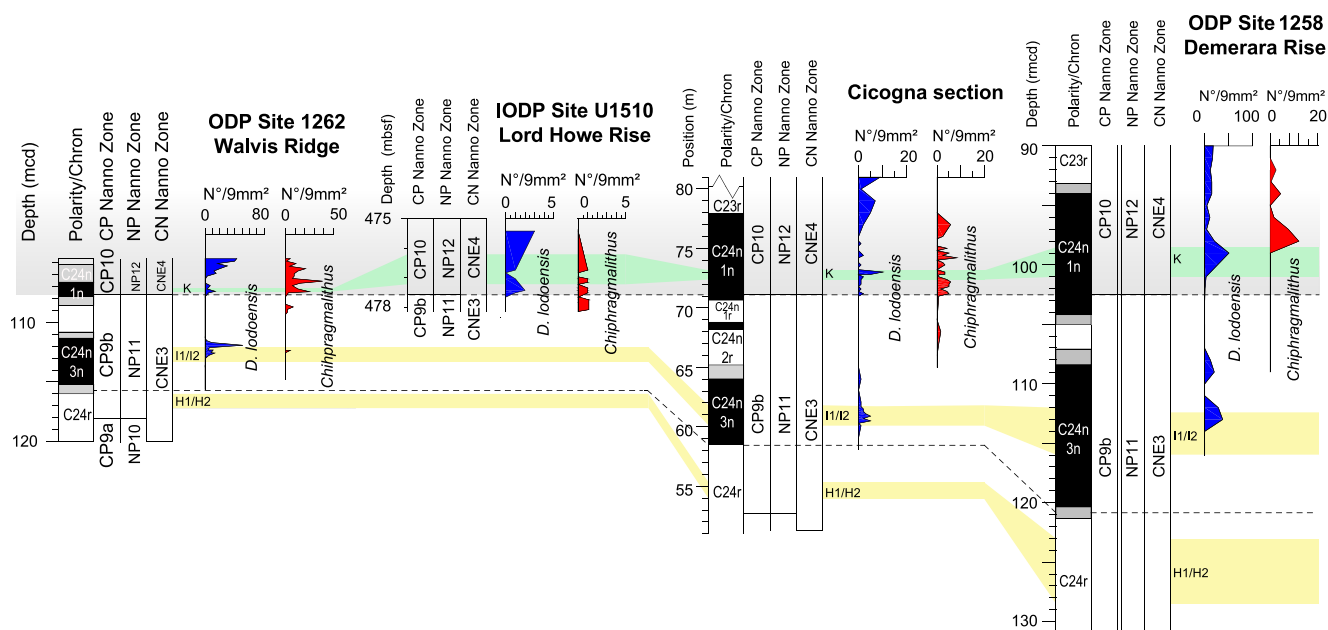 ODP Site 1262
Walvis Ridge
Depth (mcd)
Polarity/Chron
CP Nanno Zone
NP Nanno Zone
CN Nanno Zone
N°/9mm²
N°/9mm²
0 80
0 50
110
120
C24n
1n
C24n
3n
C24r
CP10
CP9b
CP9a
NP12
NP11
NP10
CNE4
CNE3
K
I1/I2
H1/H2
D. lodoensis
Chihpragmalithus
IODP Site U1510
Lord Howe Rise
Depth (mbsf)
CP Nanno Zone
NP Nanno Zone
CN Nanno Zone
N°/9mm²
N°/9mm²
0 5
0 5
475
478
CP10
CP9b
NP12
NP11
CNE4
CNE3
D. lodoensis
Chiphragmalithus
Cicogna section
Position (m)
Polarity/Chron
CP Nanno Zone
NP Nanno Zone
CN Nanno Zone
N°/9mm²
N°/9mm²
0 20
0 20
80
75
70
65
60
55
C23r
C24n
1n
C24n
1r
C24n
2r
C24n
3n
C24r
CP10
CP9b
NP12
NP11
CNE4
CNE3
K
I1/I2
H1/H2
D. lodoensis
Chiphragmalithus
ODP Site 1258
Demerara Rise
Depth (rmcd)
Polarity/Chron
CP Nanno Zone
NP Nanno Zone
CN Nanno Zone
N°/9mm²
N°/9mm²
0 100
0 20
90
100
110
120
130
C23r
C24n
1n
C24n
3n
C24r
CP10
CP9b
NP12
NP11
CNE4
CNE3
K
I1/I2
H1/H2
D. lodoensis
Chiphragmalithus